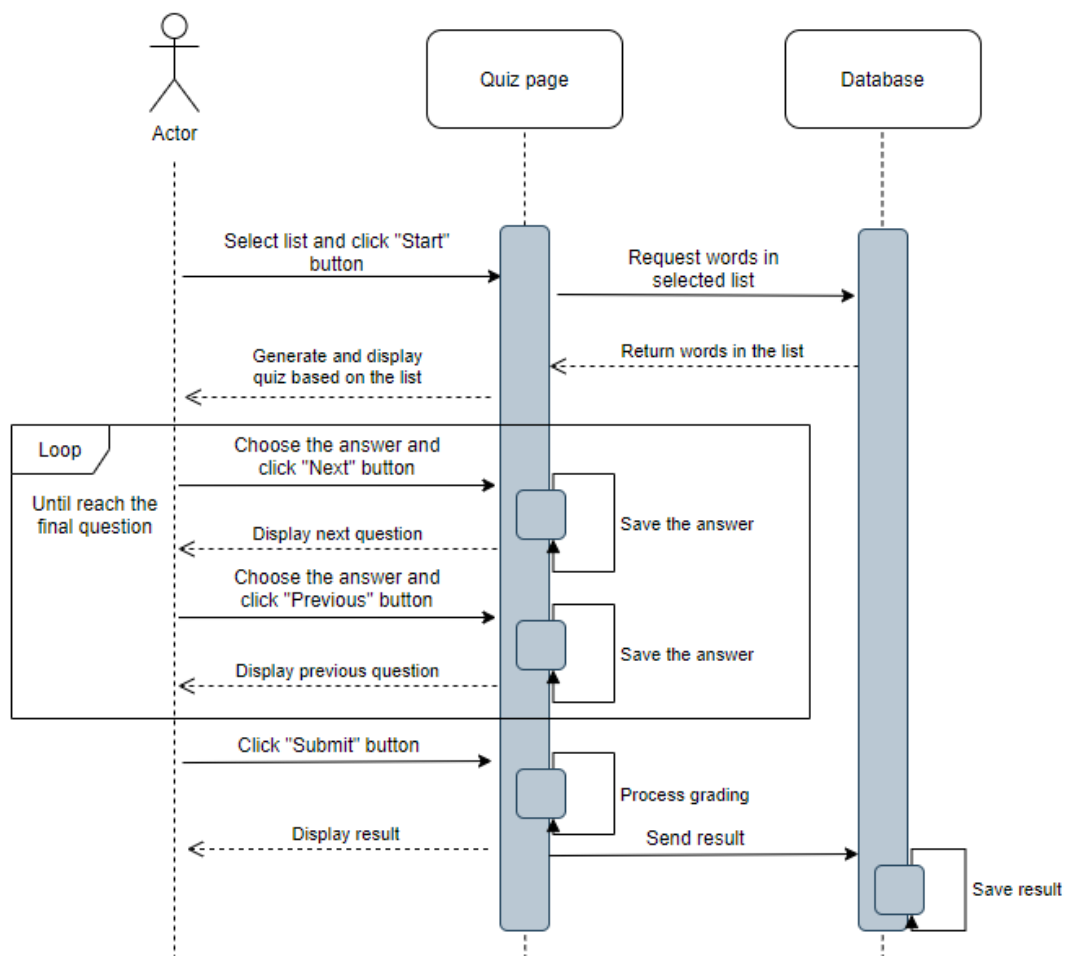 Actor
Quiz page
Database
Select list and click "Start"
button
Request words in
selected list
Return words in the list
Generate and display
quiz based on the list
Loop
Until reach the
final question
Choose the answer and
click "Next" button
Save the answer
Display next question
Choose the answer and
click "Previous" button
Save the answer
Display previous question
Click "Submit" button
Process grading
Display result
Send result
Save result